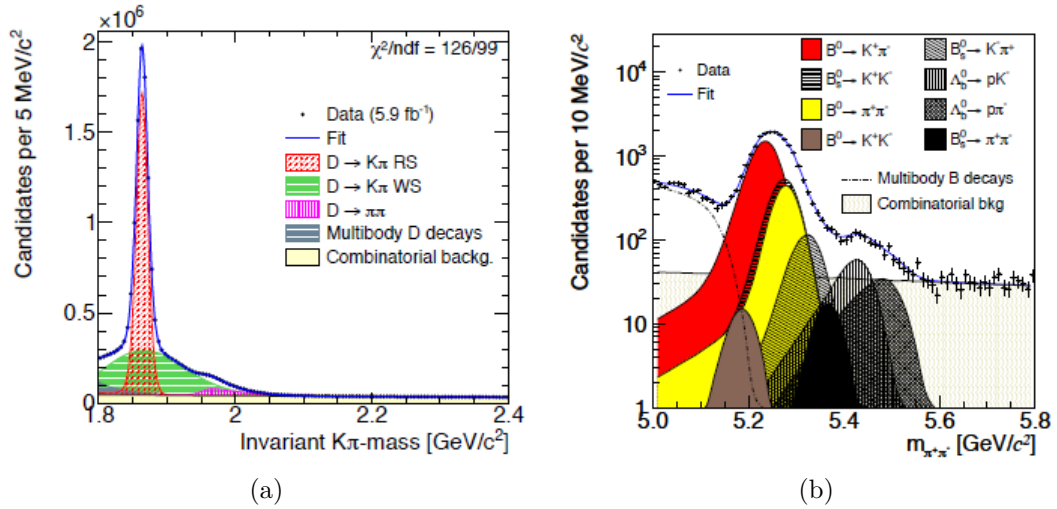 ×10⁶
χ²/ndf = 126/99
Candidates per 5 MeV/c²
2
1.5
1
0.5
0
Data (5.9 fb⁻¹)
Fit
D → Kπ RS
D → Kπ WS
D → ππ
Multibody D decays
Combinatorial backg.
1.8
2
2.2
2.4
Invariant Kπ-mass [GeV/c²]
(a)
Candidates per 10 MeV/c²
10⁴
10³
10²
10
1
Data
Fit
B⁰→ K⁺π⁻
B⁰ₛ→ K⁺K⁻
B⁰→ π⁺π⁻
B⁰→ K⁺K⁻
B⁰ₛ→ K⁻π⁺
Λ⁰_b→ pK⁻
Λ⁰_b→ pπ⁻
B⁰ₛ→ π⁺π⁻
Multibody B decays
Combinatorial bkg
5.0
5.2
5.4
5.6
5.8
m_π⁺π⁻ [GeV/c²]
(b)